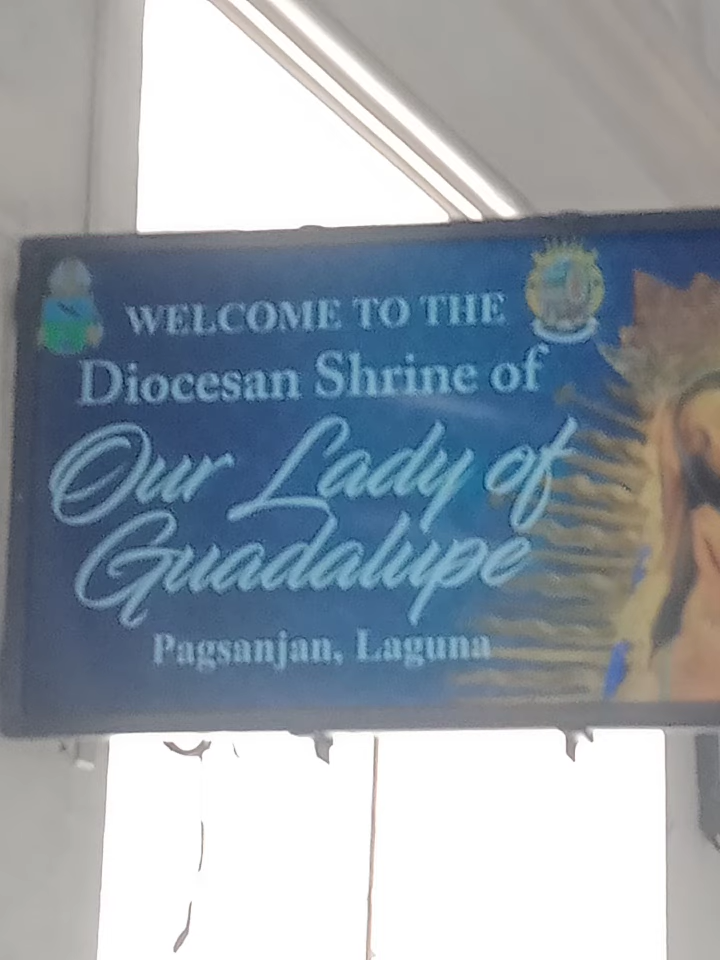 WELCOME TO THE
Diocesan Shrine of
Our Lady of
Guadalupe
Pagsanjan, Laguna